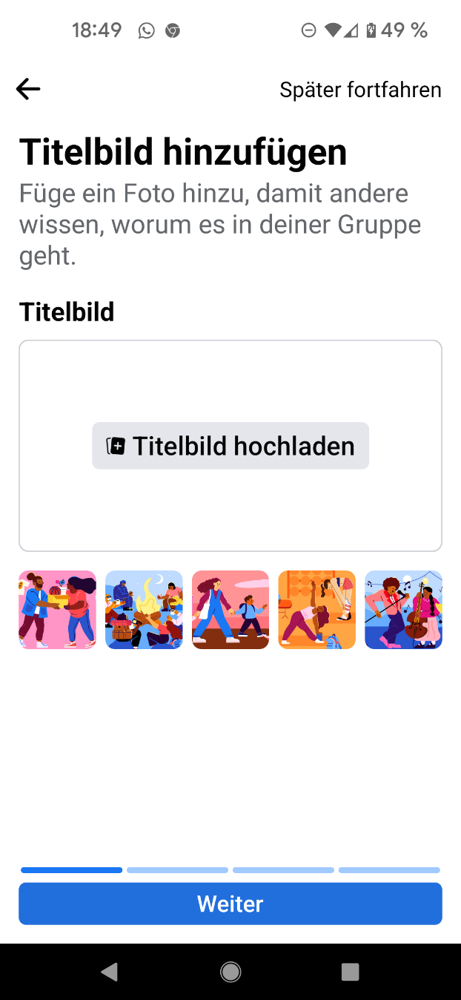 18:49
49 %
Später fortfahren
Titelbild hinzufügen
Füge ein Foto hinzu, damit andere
wissen, worum es in deiner Gruppe
geht.
Titelbild
Titelbild hochladen
Weiter